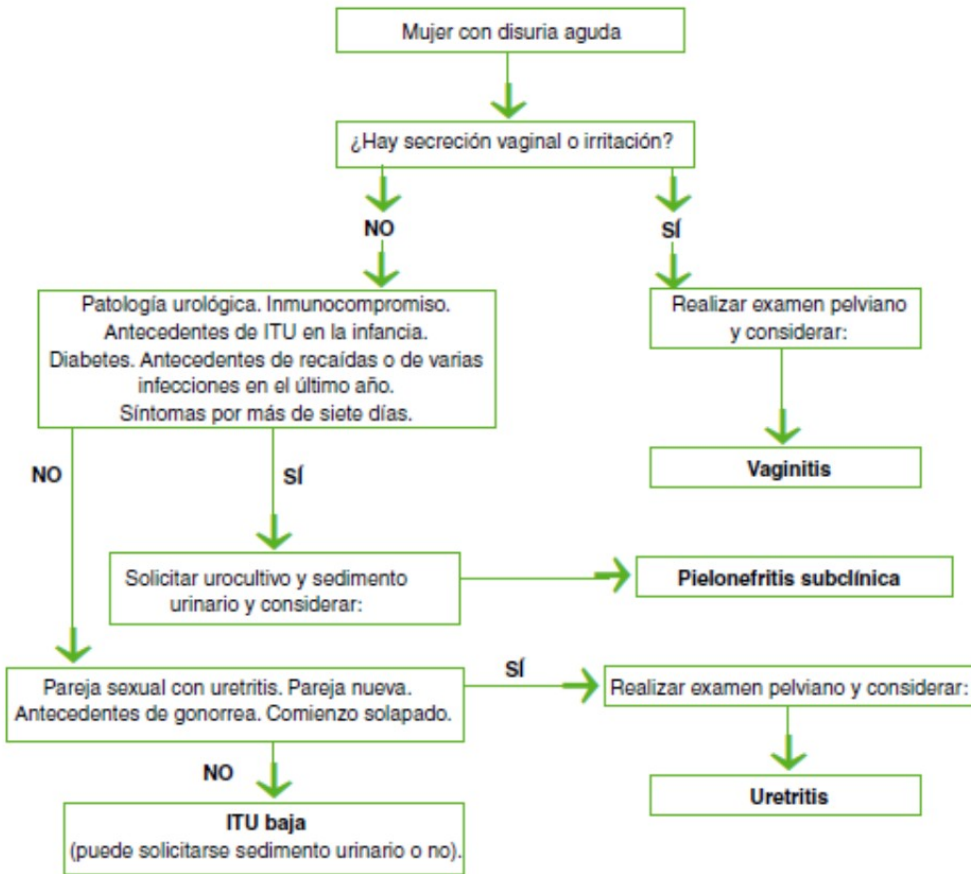 Mujer con disuria aguda
¿Hay secreción vaginal o irritación?
NO
SÍ
Patología urológica. Inmunocompromiso.
Antecedentes de ITU en la infancia.
Diabetes. Antecedentes de recaídas o de varias
infecciones en el último año.
Síntomas por más de siete días.
Realizar examen pelviano
y considerar:
Vaginitis
NO
SÍ
Solicitar urocultivo y sedimento
urinario y considerar:
Pielonefritis subclínica
Pareja sexual con uretritis. Pareja nueva.
Antecedentes de gonorrea. Comienzo solapado.
SÍ
Realizar examen pelviano y considerar:
Uretritis
NO
ITU baja
(puede solicitarse sedimento urinario o no).